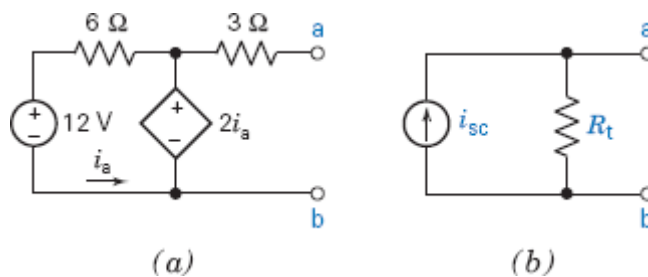 6 Ω 3 Ω a a
+ + 
12 V 2i_a i_sc R_t
− −
i_a
b b
(a) (b)